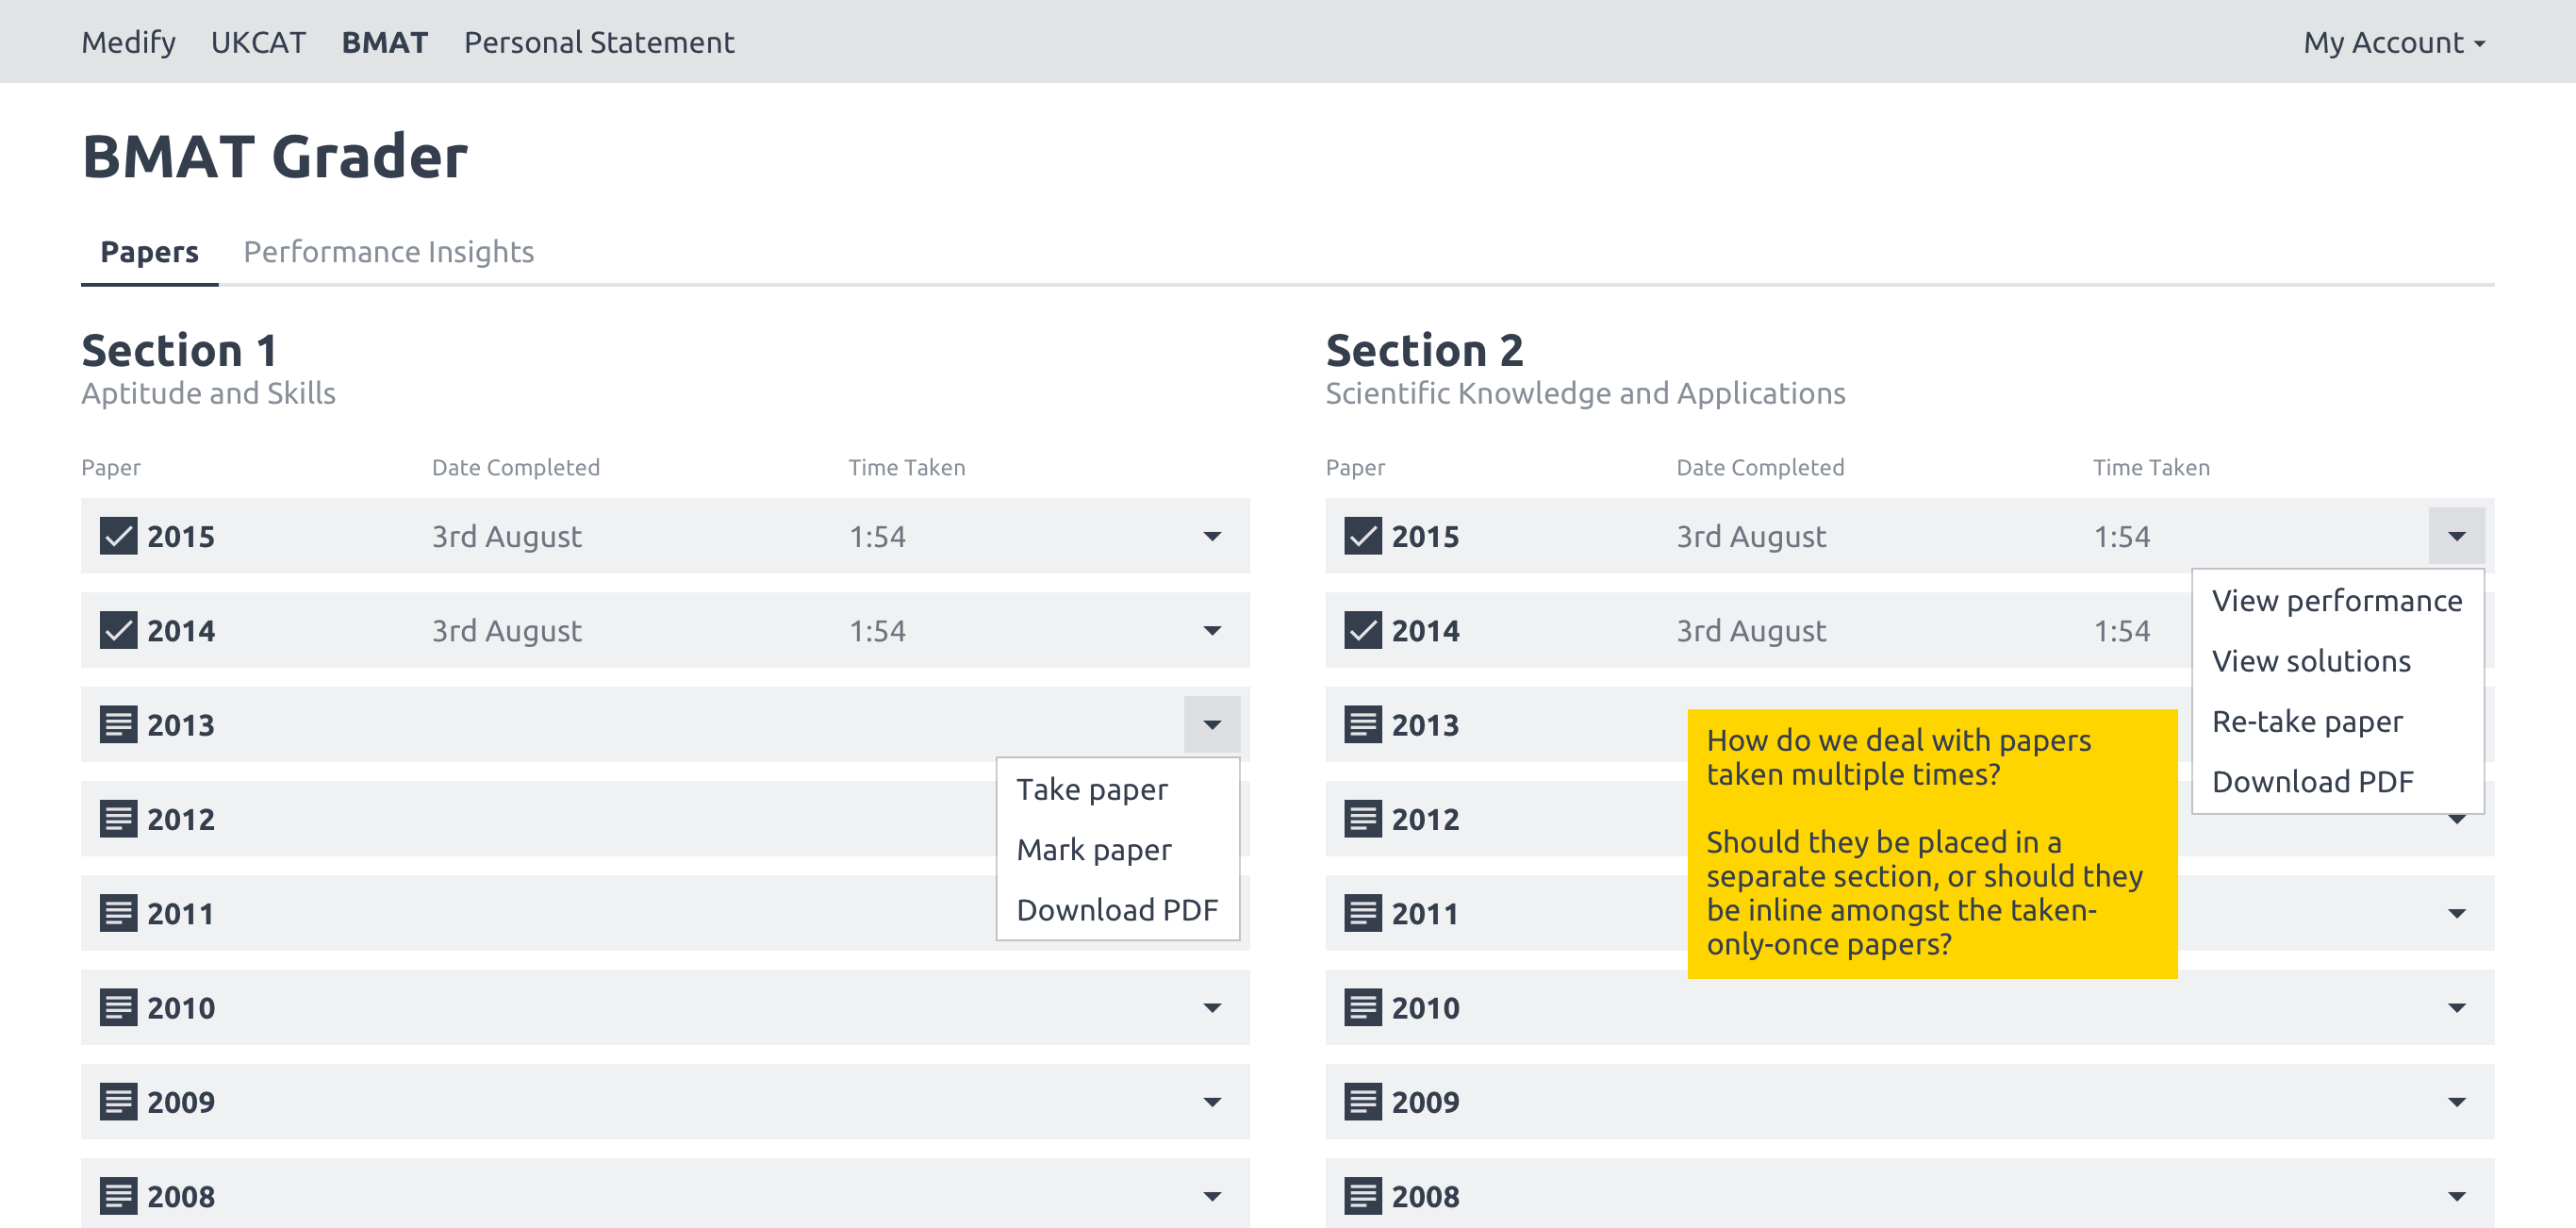 Medify UKCAT BMAT Personal Statement My Account
BMAT Grader
Papers Performance Insights
Section 1
Aptitude and Skills
Paper Date Completed Time Taken
2015 3rd August 1:54
2014 3rd August 1:54
2013
Take paper
Mark paper
Download PDF
2012
2011
2010
2009
2008
Section 2
Scientific Knowledge and Applications
Paper Date Completed Time Taken
2015 3rd August 1:54
View performance
View solutions
Re-take paper
Download PDF
2014 3rd August 1:54
2013
How do we deal with papers
taken multiple times?
Should they be placed in a
separate section, or should they
be inline amongst the taken-
only-once papers?
2012
2011
2010
2009
2008